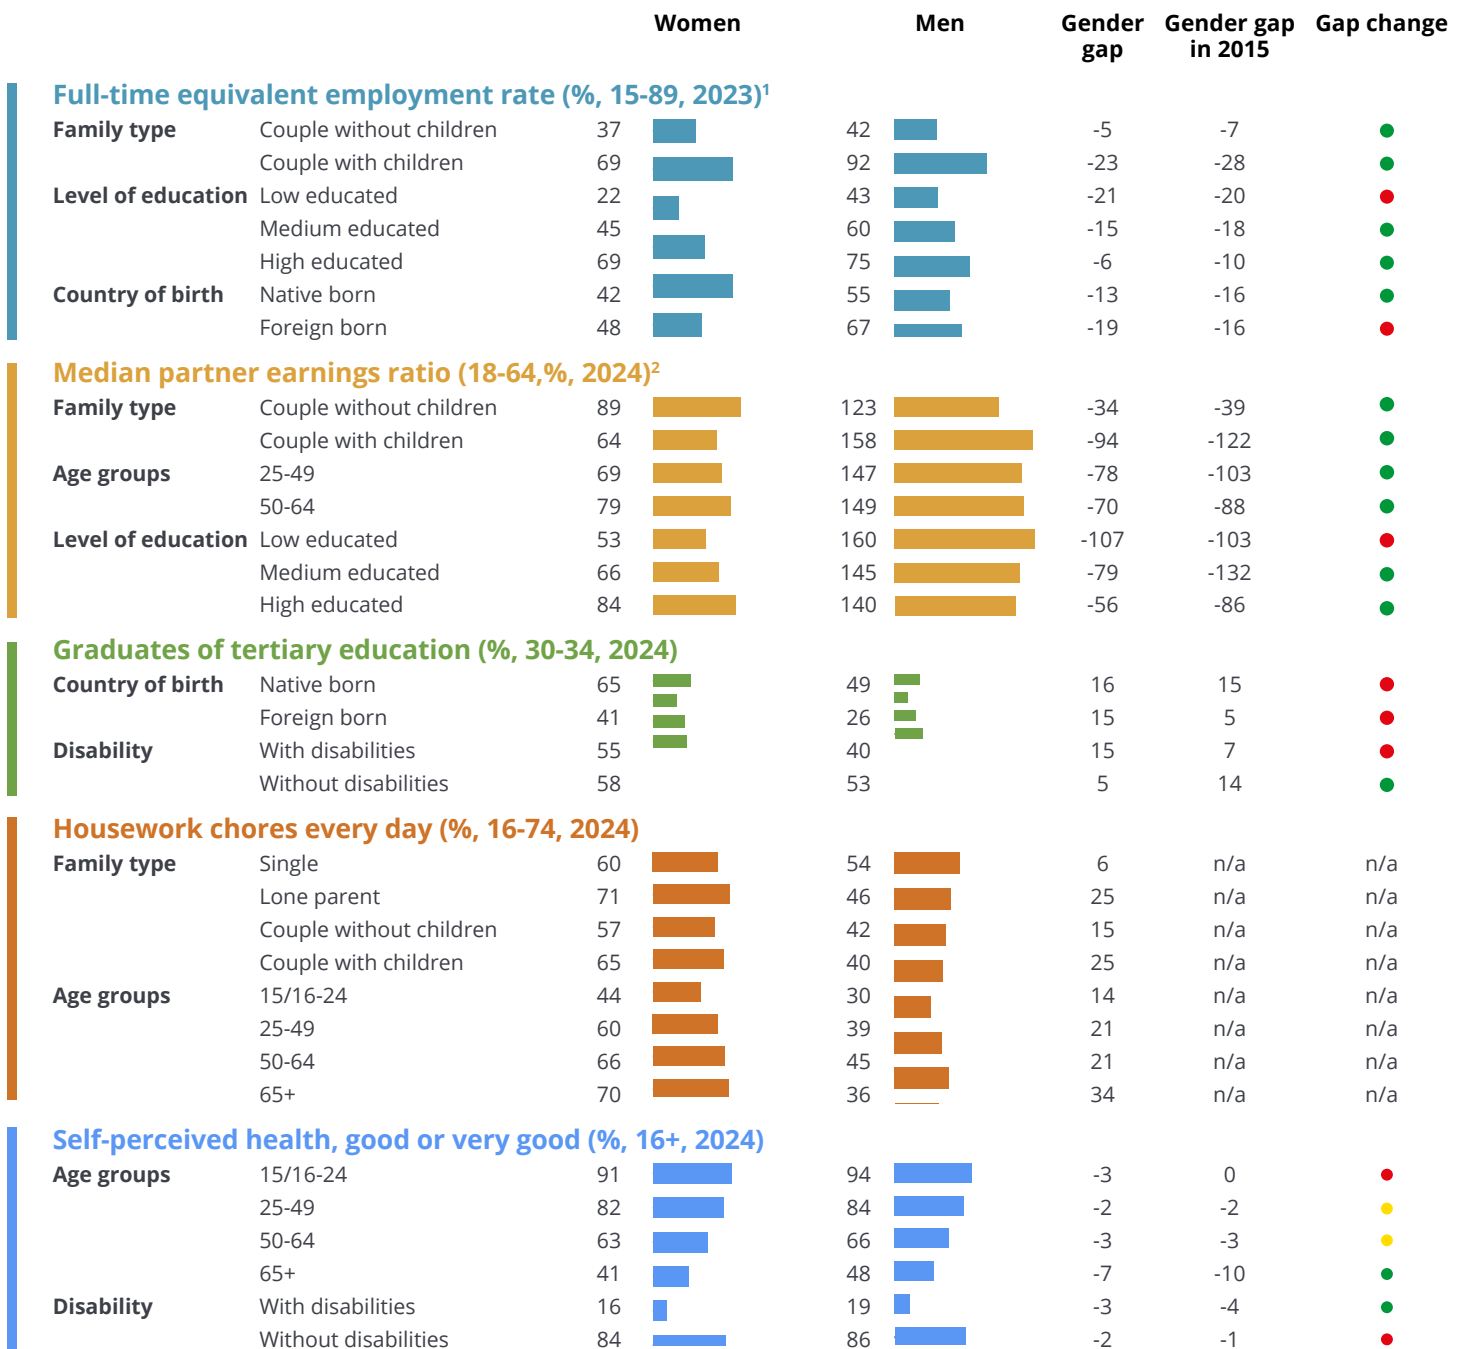 Women Men Gender gap Gender gap in 2015 Gap change
Full-time equivalent employment rate (%, 15-89, 2023)¹
Family type Couple without children 37 42 -5 -7
Couple with children 69 92 -23 -28
Level of education Low educated 22 43 -21 -20
Medium educated 45 60 -15 -18
High educated 69 75 -6 -10
Country of birth Native born 42 55 -13 -16
Foreign born 48 67 -19 -16
Median partner earnings ratio (18-64,%, 2024)²
Family type Couple without children 89 123 -34 -39
Couple with children 64 158 -94 -122
Age groups 25-49 69 147 -78 -103
50-64 79 149 -70 -88
Level of education Low educated 53 160 -107 -103
Medium educated 66 145 -79 -132
High educated 84 140 -56 -86
Graduates of tertiary education (%, 30-34, 2024)
Country of birth Native born 65 49 16 15
Foreign born 41 26 15 5
Disability With disabilities 55 40 15 7
Without disabilities 58 53 5 14
Housework chores every day (%, 16-74, 2024)
Family type Single 60 54 6 n/a n/a
Lone parent 71 46 25 n/a n/a
Couple without children 57 42 15 n/a n/a
Couple with children 65 40 25 n/a n/a
Age groups 15/16-24 44 30 14 n/a n/a
25-49 60 39 21 n/a n/a
50-64 66 45 21 n/a n/a
65+ 70 36 34 n/a n/a
Self-perceived health, good or very good (%, 16+, 2024)
Age groups 15/16-24 91 94 -3 0
25-49 82 84 -2 -2
50-64 63 66 -3 -3
65+ 41 48 -7 -10
Disability With disabilities 16 19 -3 -4
Without disabilities 84 86 -2 -1